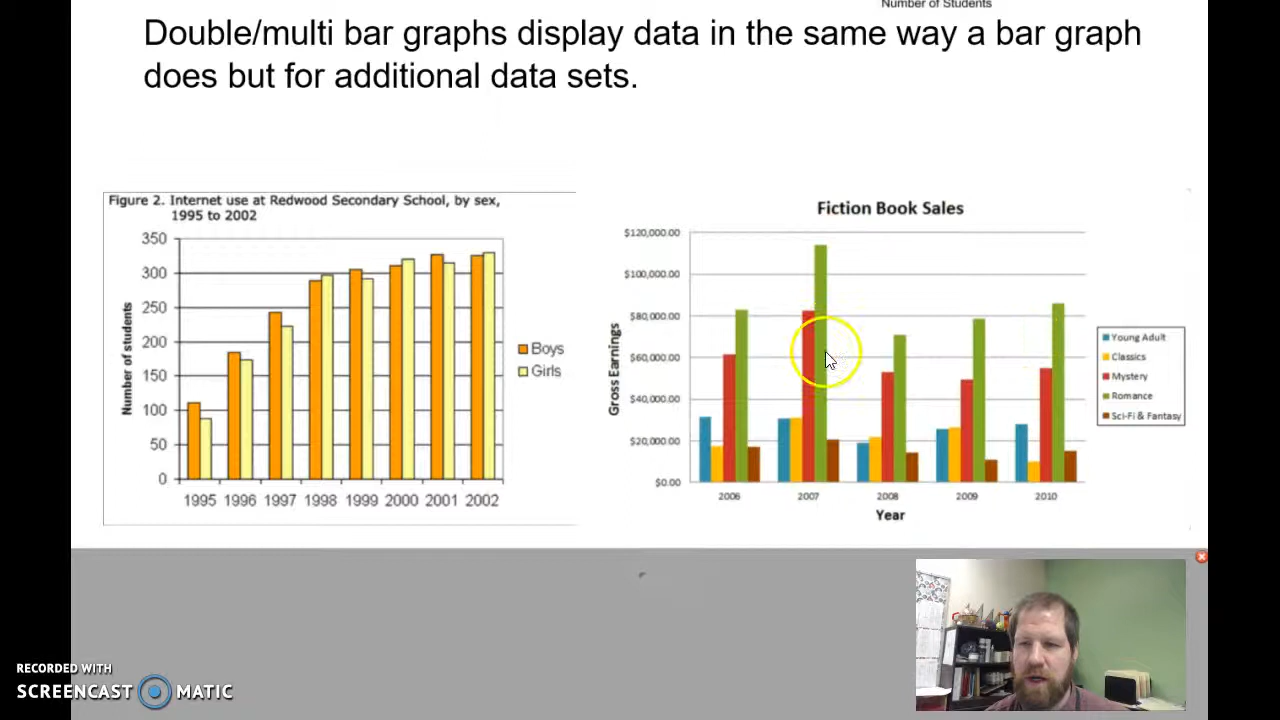 Number of Students
Double/multi bar graphs display data in the same way a bar graph
does but for additional data sets.
Figure 2. Internet use at Redwood Secondary School, by sex,
1995 to 2002
350
300
250
200
150
100
50
0
Number of students
1995 1996 1997 1998 1999 2000 2001 2002
Boys
Girls
Fiction Book Sales
$120,000.00
$100,000.00
$80,000.00
$60,000.00
$40,000.00
$20,000.00
$0.00
Gross Earnings
2006 2007 2008 2009 2010
Year
Young Adult
Classics
Mystery
Romance
Sci-Fi & Fantasy
RECORDED WITH
SCREENCAST MATIC